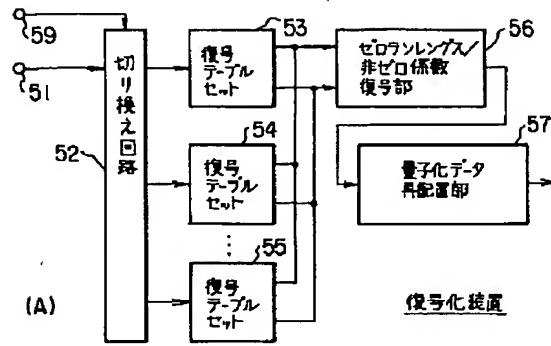 59
51
52
切り換え回路
53
復号
テーブル
セット
54
復号
テーブル
セット
55
復号
テーブル
セット
56
ゼロランレングス/
非ゼロ係数
復号部
57
量子化データ
再配置部
(A)
復号化装置